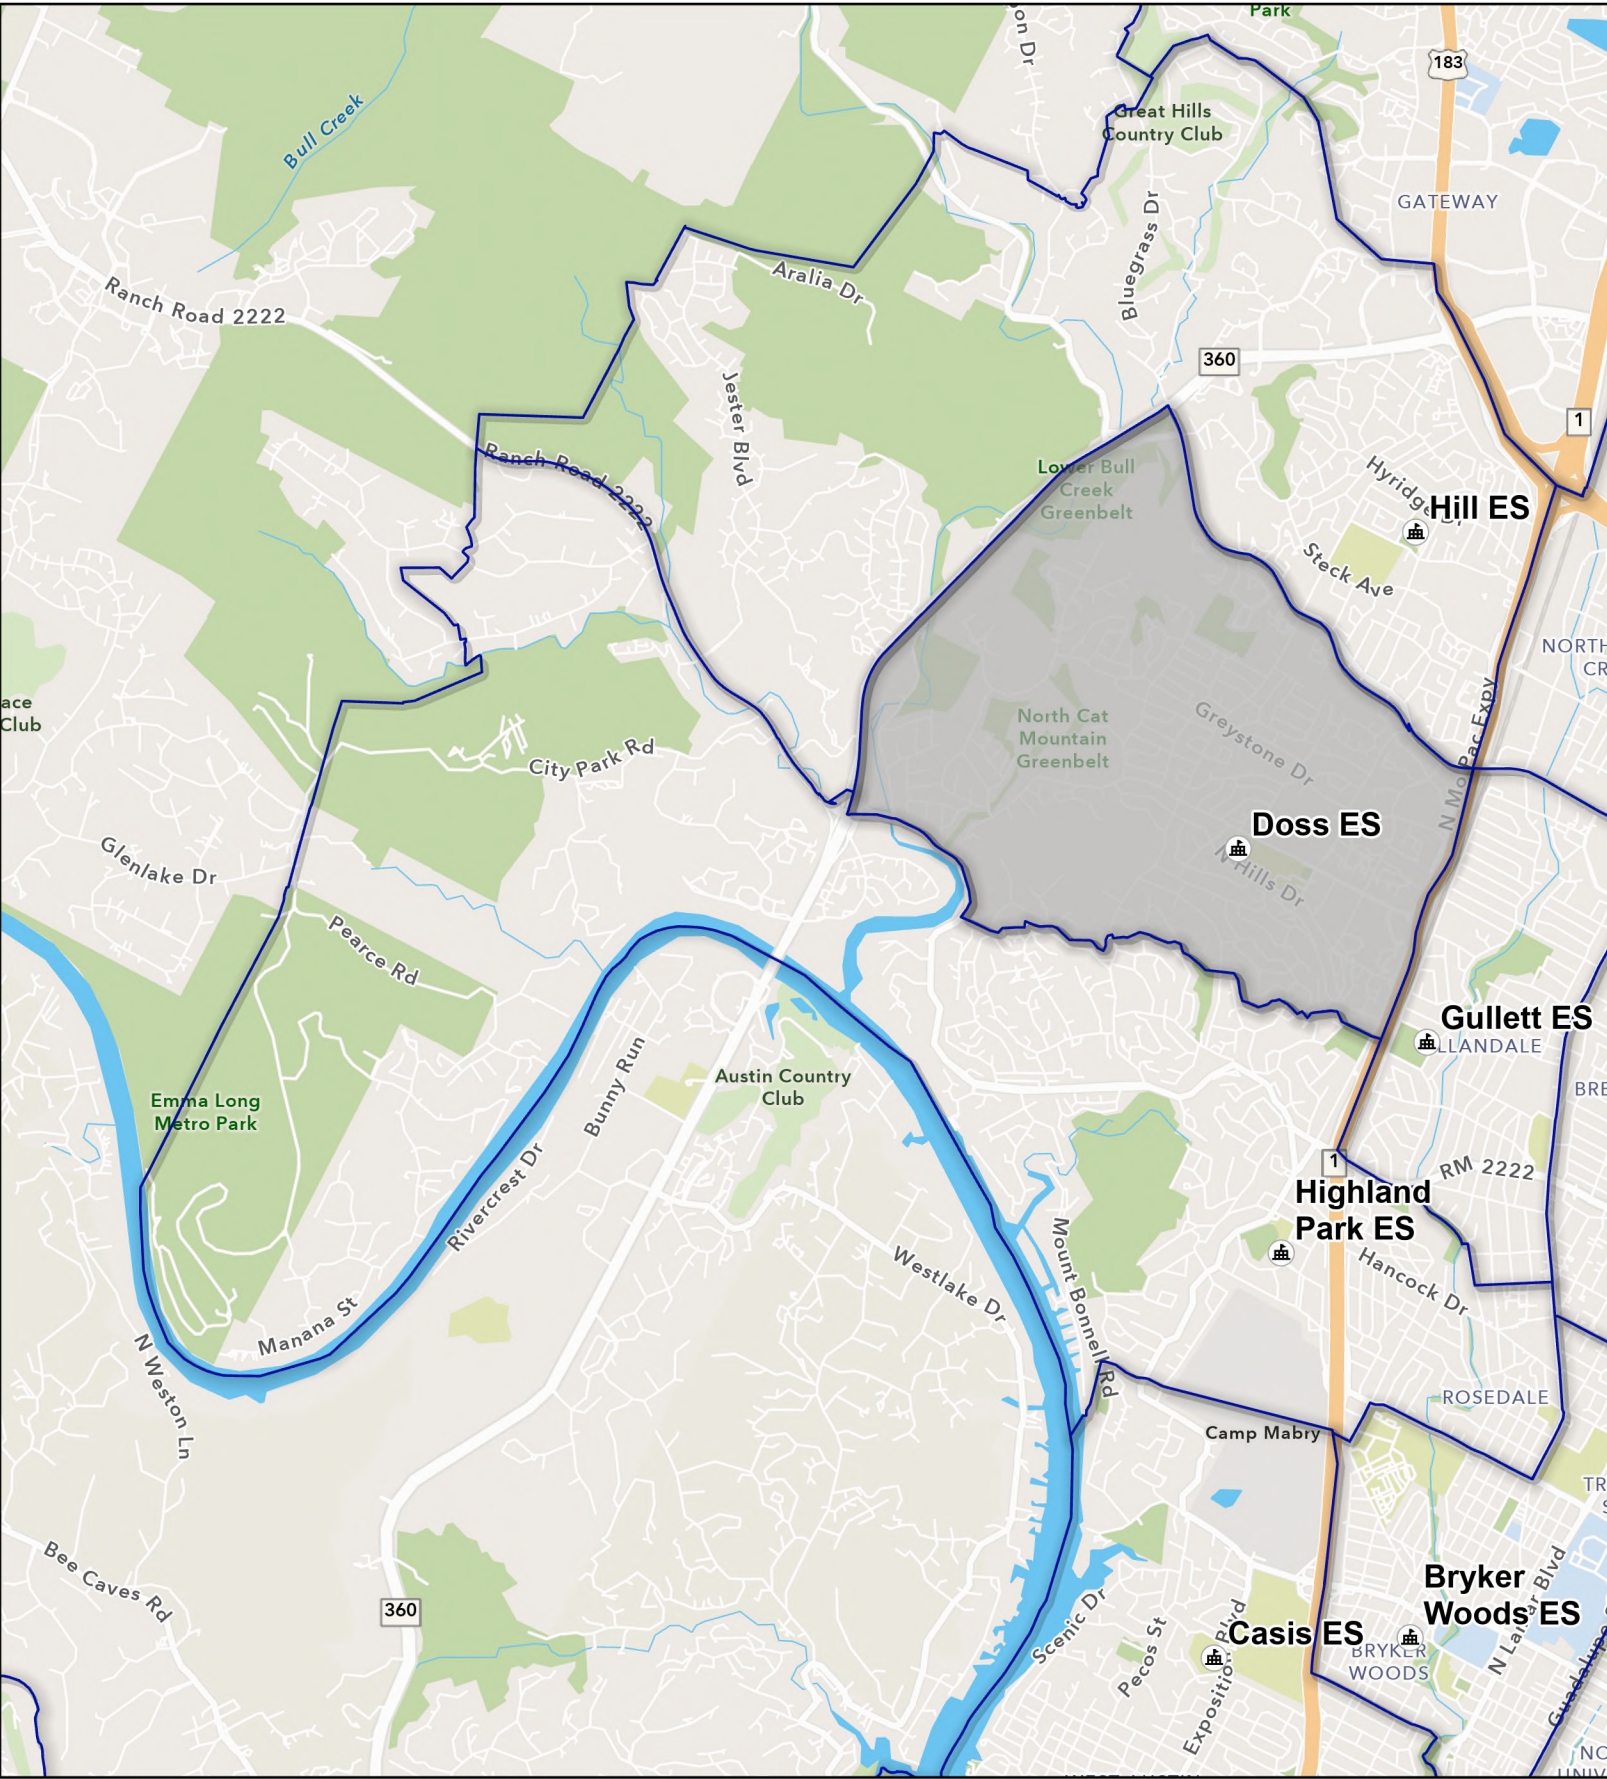 Park
183
Great Hills
Country Club
Bull Creek
GATEWAY
Bluegrass Dr
Aralia Dr
Ranch Road 2222
360
Jester Blvd
1
Ranch Road 2222
Lower Bull
Creek
Greenbelt
Hill ES
Steck Ave
North Cat
Mountain
Greenbelt
Greystone Dr
N MoPac Expy
Club
City Park Rd
Doss ES
N Hills Dr
Glenlake Dr
Pearce Rd
Gullett ES
Bunny Run
Austin Country
Club
Emma Long
Metro Park
Rivercrest Dr
1
RM 2222
Highland
Park ES
Hancock Dr
Westlake Dr
Mount Bonnell Rd
Manana St
N Weston Ln
ROSEDALE
Camp Mabry
Bee Caves Rd
360
Bryker
Woods ES
Casis ES
BRYKER
WOODS
Scenic Dr
Pecos St
Exposition Blvd
N Lamar Blvd
Guadalupe